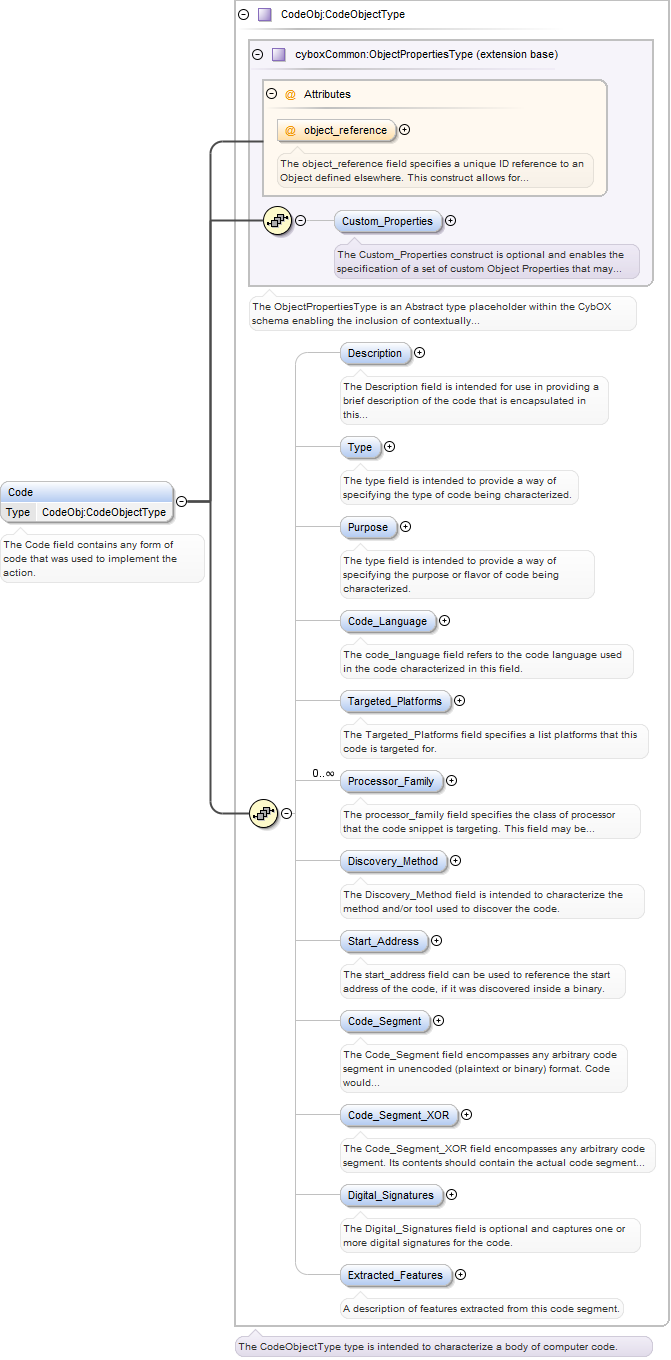 CodeObj:CodeObjectType
cyboxCommon:ObjectPropertiesType (extension base)
@ Attributes
@ object_reference
The object_reference field specifies a unique ID reference to an
Object defined elsewhere. This construct allows for...
Custom_Properties
The Custom_Properties construct is optional and enables the
specification of a set of custom Object Properties that may...
The ObjectPropertiesType is an Abstract type placeholder within the CybOX
schema enabling the inclusion of contextually...
Description
The Description field is intended for use in providing a
brief description of the code that is encapsulated in
this...
Type
The type field is intended to provide a way of
specifying the type of code being characterized.
Code
Type CodeObj:CodeObjectType
The Code field contains any form of
code that was used to implement the
action.
Purpose
The type field is intended to provide a way of
specifying the purpose or flavor of code being
characterized.
Code_Language
The code_language field refers to the code language used
in the code characterized in this field.
Targeted_Platforms
The Targeted_Platforms field specifies a list platforms that this
code is targeted for.
0..∞
Processor_Family
The processor_family field specifies the class of processor
that the code snippet is targeting. This field may be...
Discovery_Method
The Discovery_Method field is intended to characterize the
method and/or tool used to discover the code.
Start_Address
The start_address field can be used to reference the start
address of the code, if it was discovered inside a binary.
Code_Segment
The Code_Segment field encompasses any arbitrary code
segment in unencoded (plaintext or binary) format. Code
would...
Code_Segment_XOR
The Code_Segment_XOR field encompasses any arbitrary code
segment. Its contents should contain the actual code segment...
Digital_Signatures
The Digital_Signatures field is optional and captures one or
more digital signatures for the code.
Extracted_Features
A description of features extracted from this code segment.
The CodeObjectType type is intended to characterize a body of computer code.